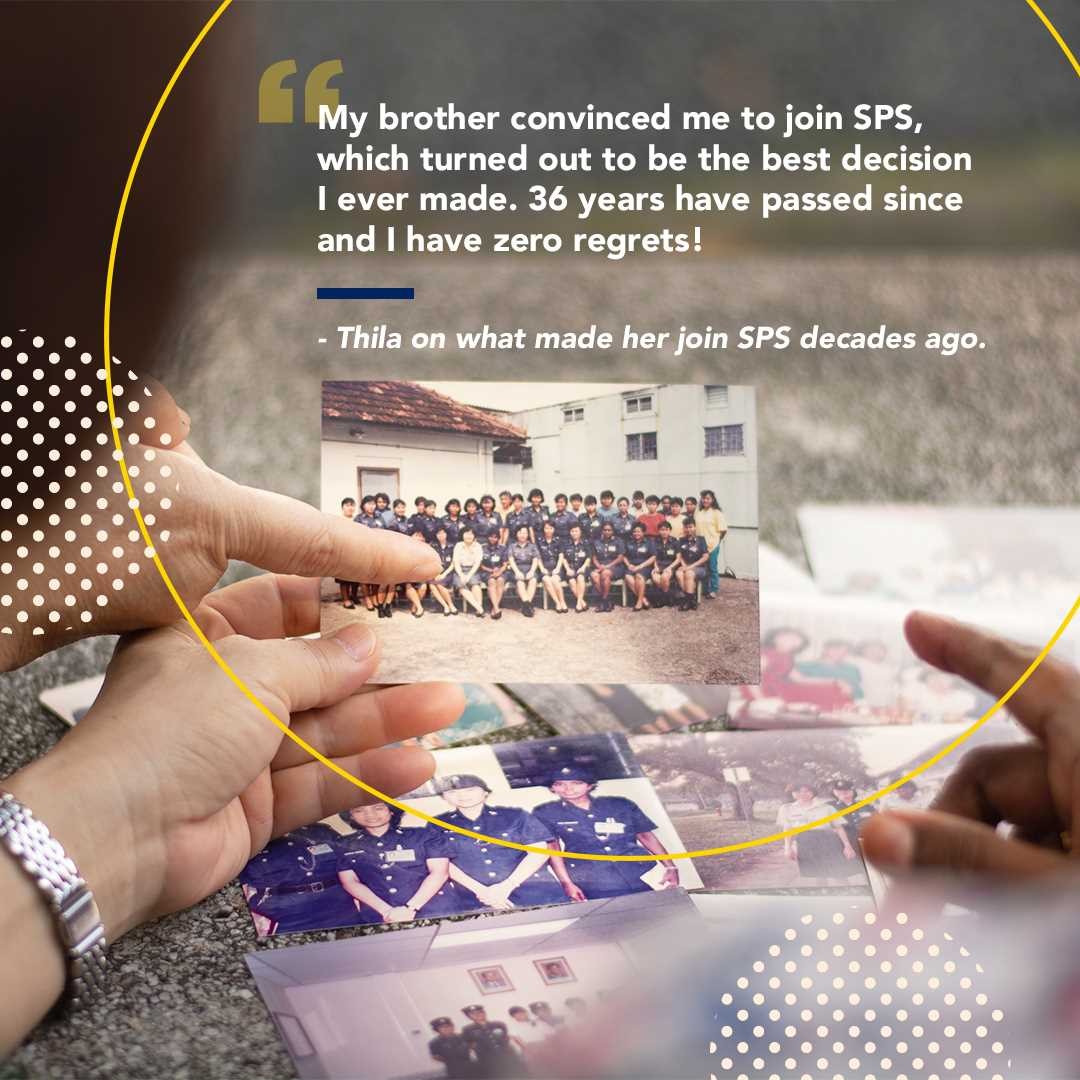 “
My brother convinced me to join SPS,
which turned out to be the best decision
I ever made. 36 years have passed since
and I have zero regrets!
- Thila on what made her join SPS decades ago.